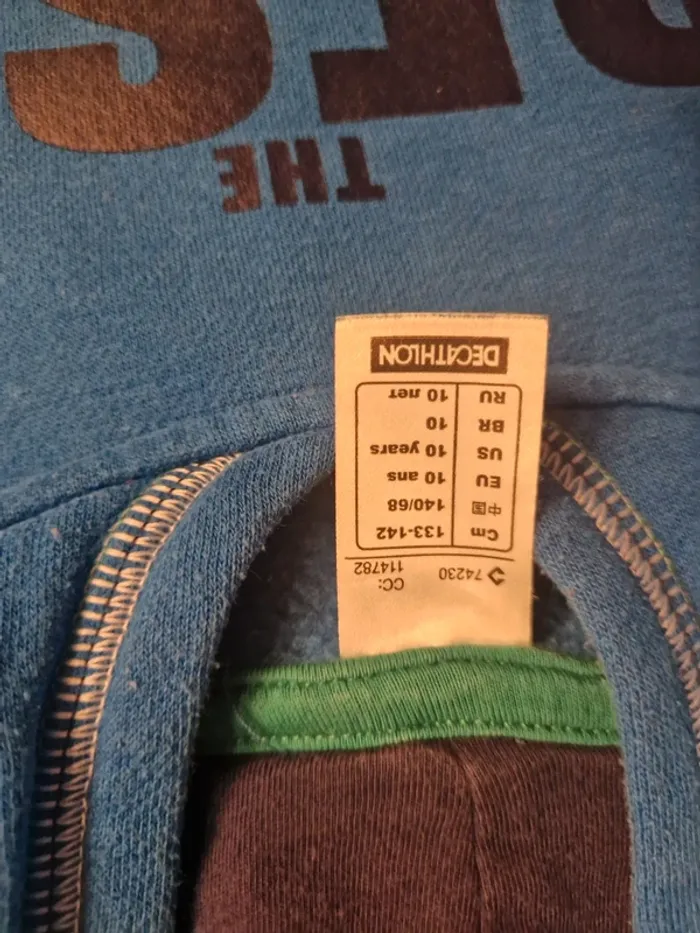 74230
CC:
114782
Cm 133-142
中国 140/68
EU 10 ans
US 10 years
BR 10
RU 10 лет
DECATHLON
THE